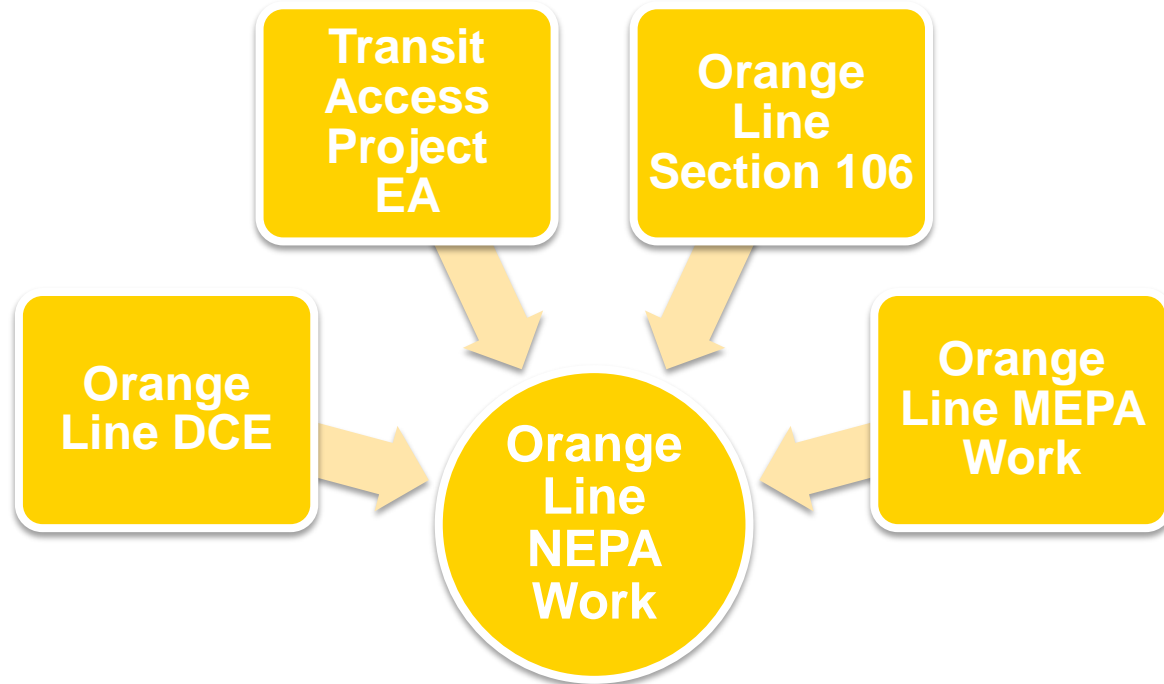 Transit
Access
Project
EA
Orange
Line
Section 106
Orange
Line DCE
Orange
Line MEPA
Work
Orange
Line
NEPA
Work